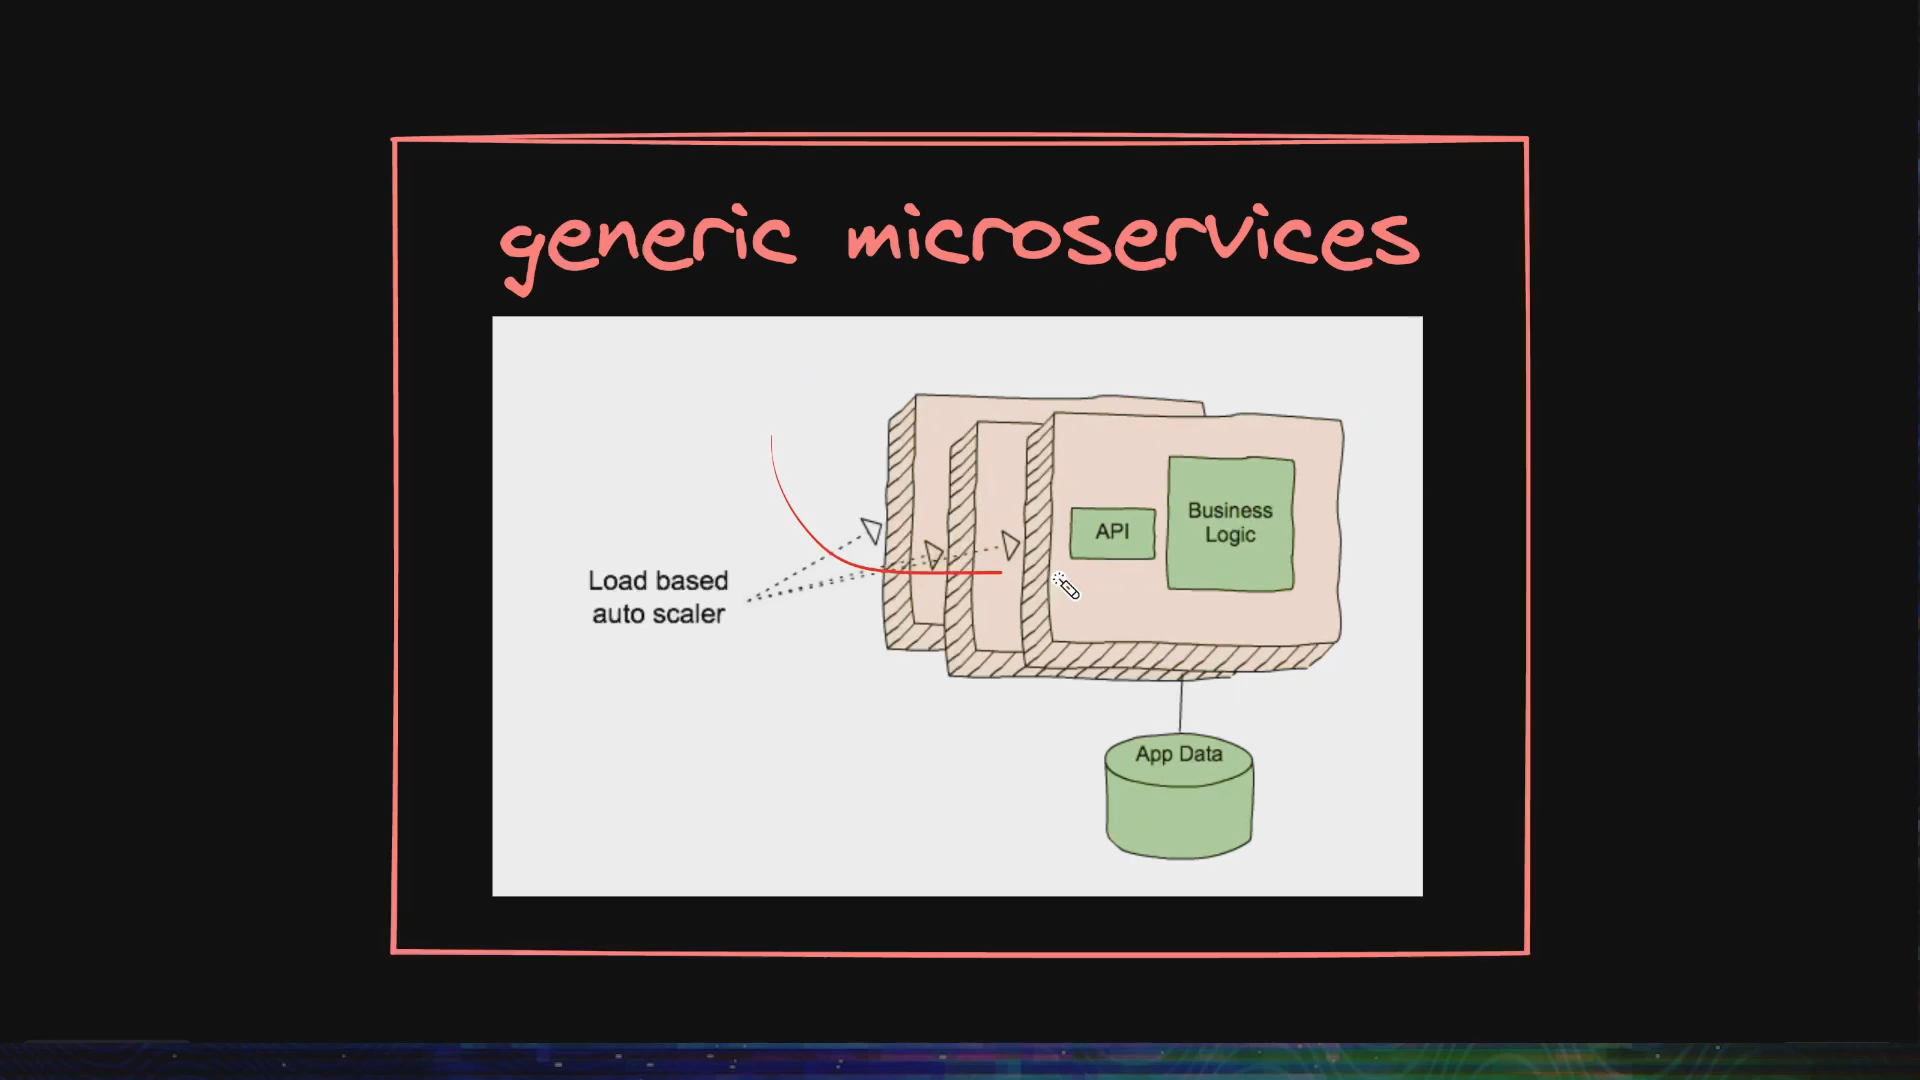 generic microservices
Load based
auto scaler
API
Business
Logic
App Data